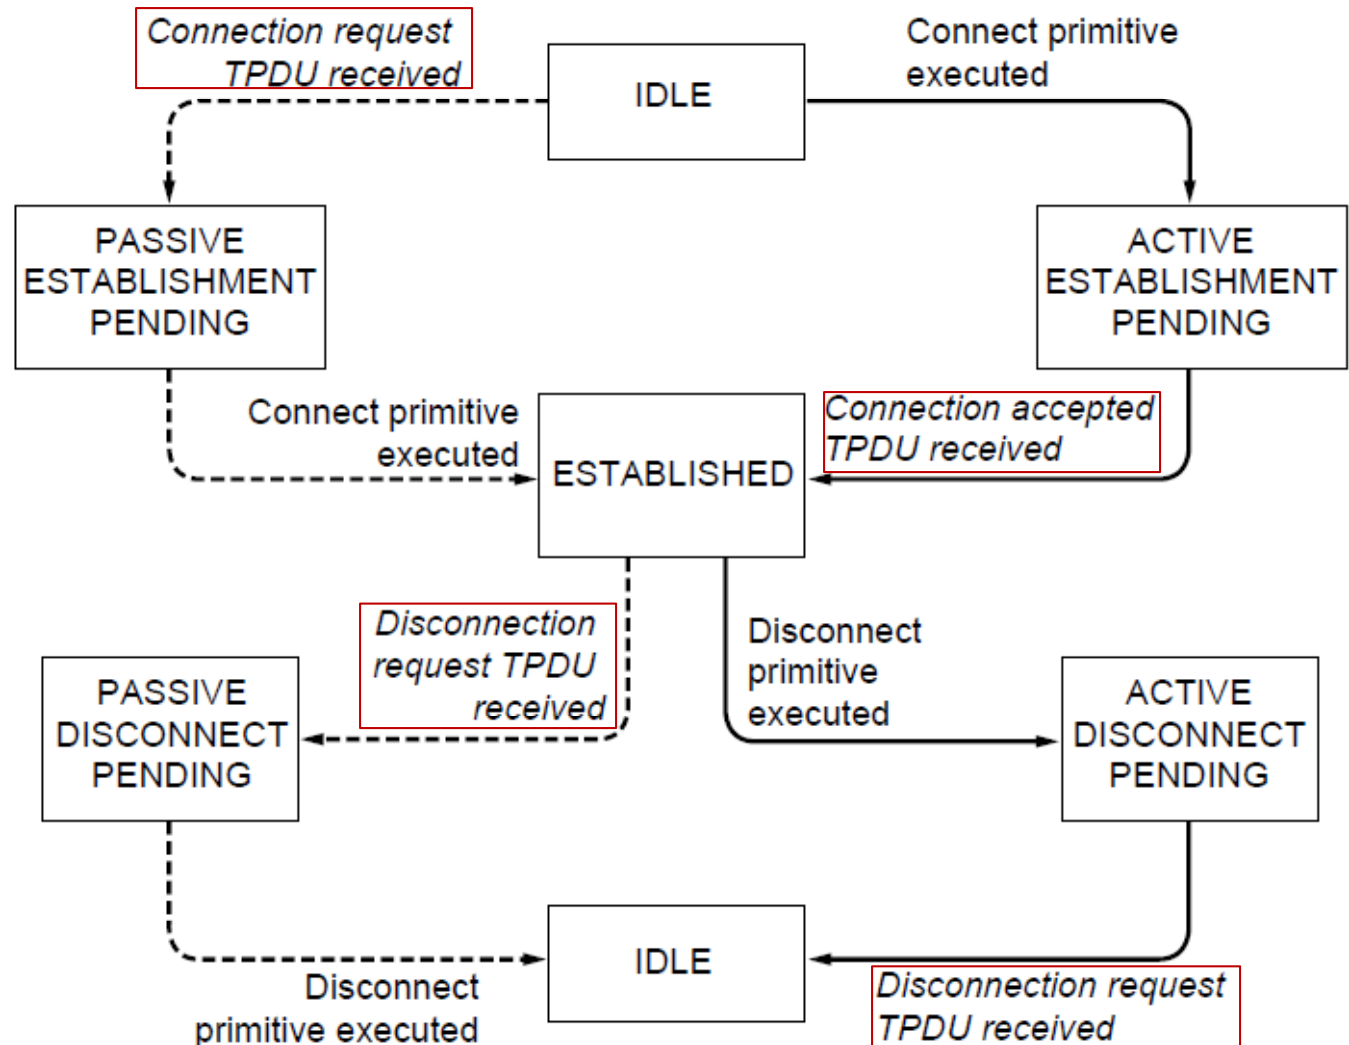 Connection request
TPDU received
IDLE
Connect primitive
executed
PASSIVE
ESTABLISHMENT
PENDING
ACTIVE
ESTABLISHMENT
PENDING
Connect primitive
executed
ESTABLISHED
Connection accepted
TPDU received
Disconnection
request TPDU
received
Disconnect
primitive
executed
PASSIVE
DISCONNECT
PENDING
ACTIVE
DISCONNECT
PENDING
IDLE
Disconnect
primitive executed
Disconnection request
TPDU received